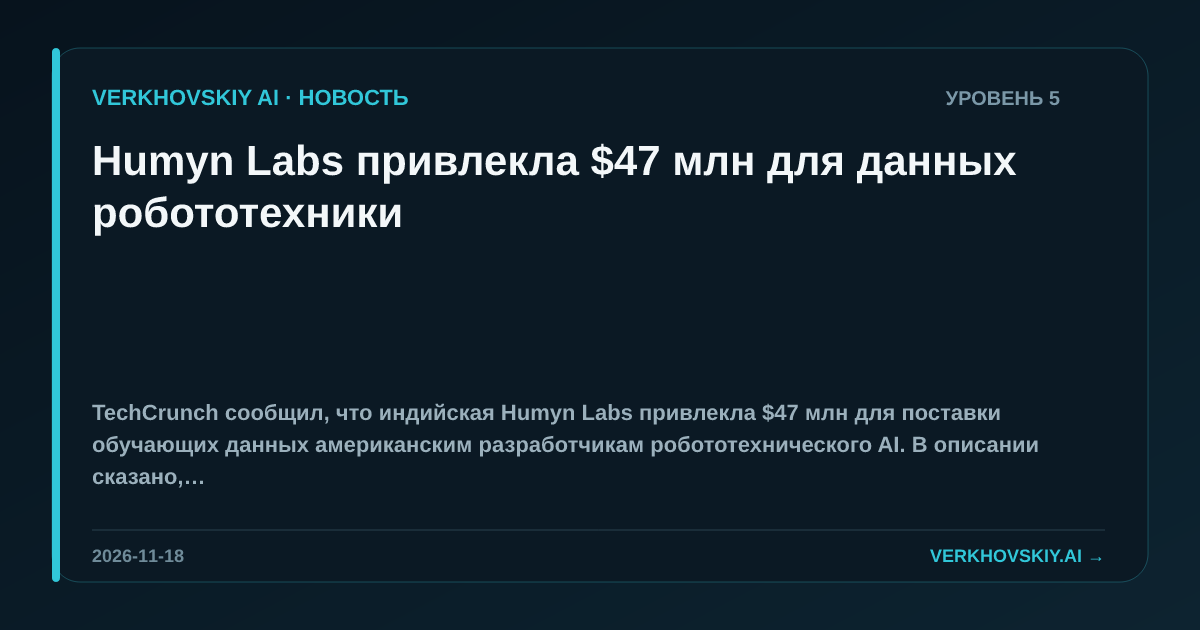 VERKHOVSKIY AI · НОВОСТЬ
УРОВЕНЬ 5
Humyn Labs привлекла $47 млн для данных
робототехники
TechCrunch сообщил, что индийская Humyn Labs привлекла $47 млн для поставки
обучающих данных американским разработчикам робототехнического AI. В описании
сказано,…
2026-11-18
VERKHOVSKIY.AI →